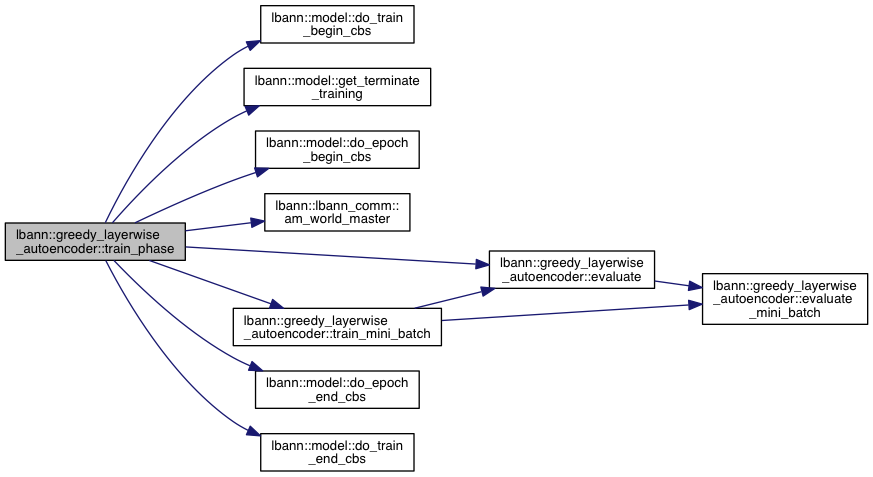 lbann::model::do_train
_begin_cbs
lbann::model::get_terminate
_training
lbann::model::do_epoch
_begin_cbs
lbann::lbann_comm::
am_world_master
lbann::greedy_layerwise
_autoencoder::train_phase
lbann::greedy_layerwise
_autoencoder::evaluate
lbann::greedy_layerwise
_autoencoder::evaluate
_mini_batch
lbann::greedy_layerwise
_autoencoder::train_mini_batch
lbann::model::do_epoch
_end_cbs
lbann::model::do_train
_end_cbs